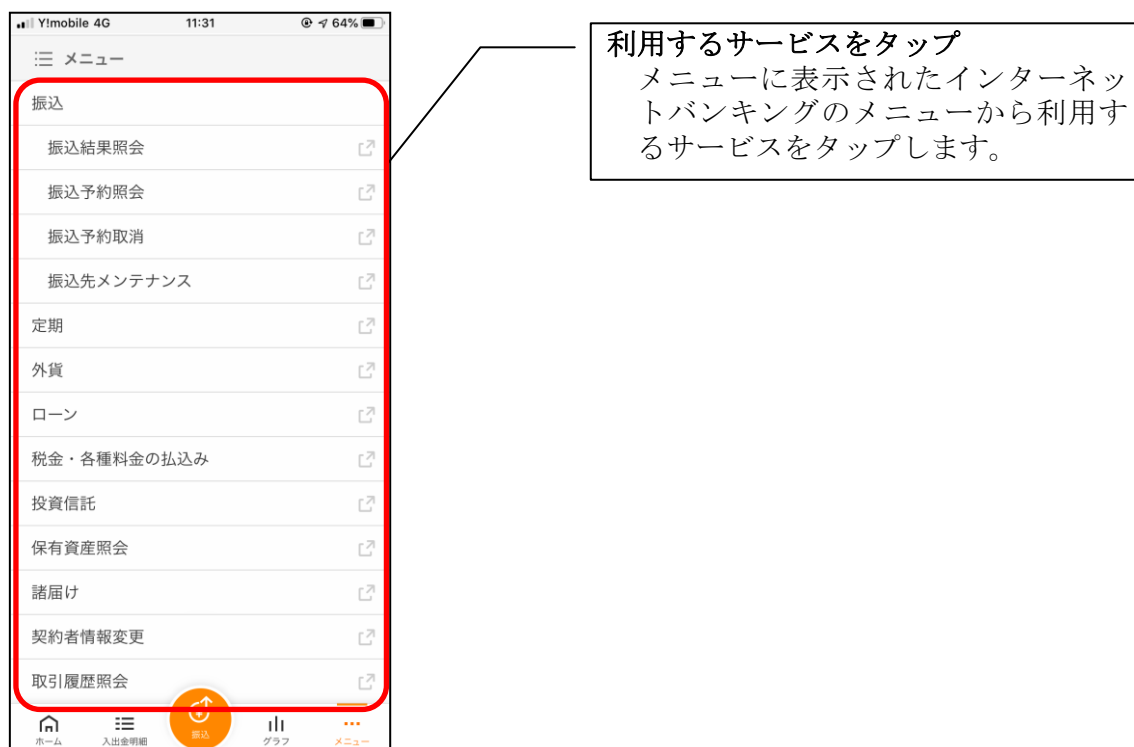 Y!mobile 4G 11:31 64%
メニュー
振込
振込結果照会
振込予約照会
振込予約取消
振込先メンテナンス
定期
外貨
ローン
税金・各種料金の払込み
投資信託
保有資産照会
諸届け
契約者情報変更
取引履歴照会
ホーム 入出金明細 振込 グラフ メニュー
利用するサービスをタップ
メニューに表示されたインターネッ
トバンキングのメニューから利用す
るサービスをタップします。